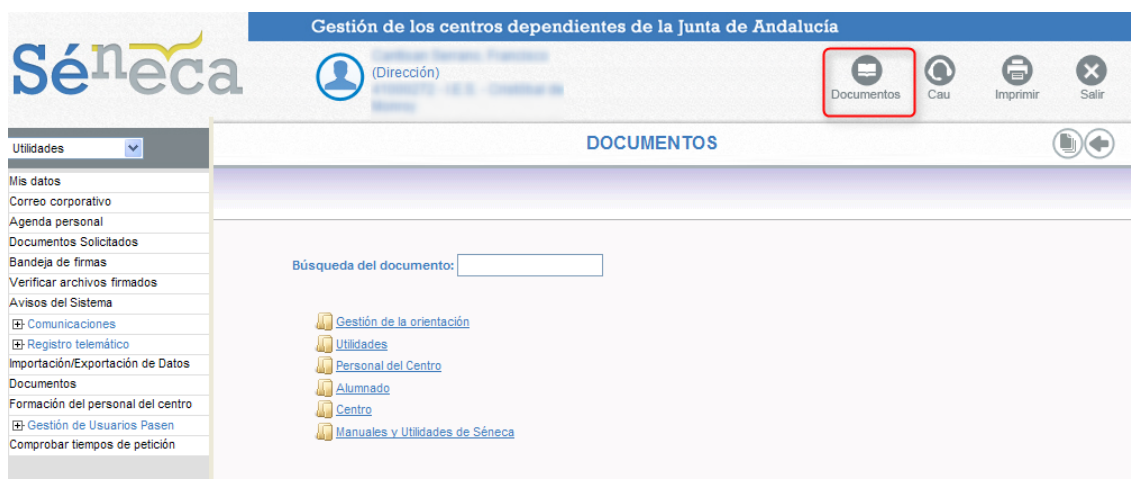 Gestión de los centros dependientes de la Junta de Andalucía
Séneca
(Dirección)
Documentos
Cau
Imprimir
Salir
Utilidades
DOCUMENTOS
Mis datos
Correo corporativo
Agenda personal
Documentos Solicitados
Bandeja de firmas
Verificar archivos firmados
Avisos del Sistema
Comunicaciones
Registro telemático
Importación/Exportación de Datos
Documentos
Formación del personal del centro
Gestión de Usuarios Pasen
Comprobar tiempos de petición
Búsqueda del documento:
Gestión de la orientación
Utilidades
Personal del Centro
Alumnado
Centro
Manuales y Utilidades de Séneca